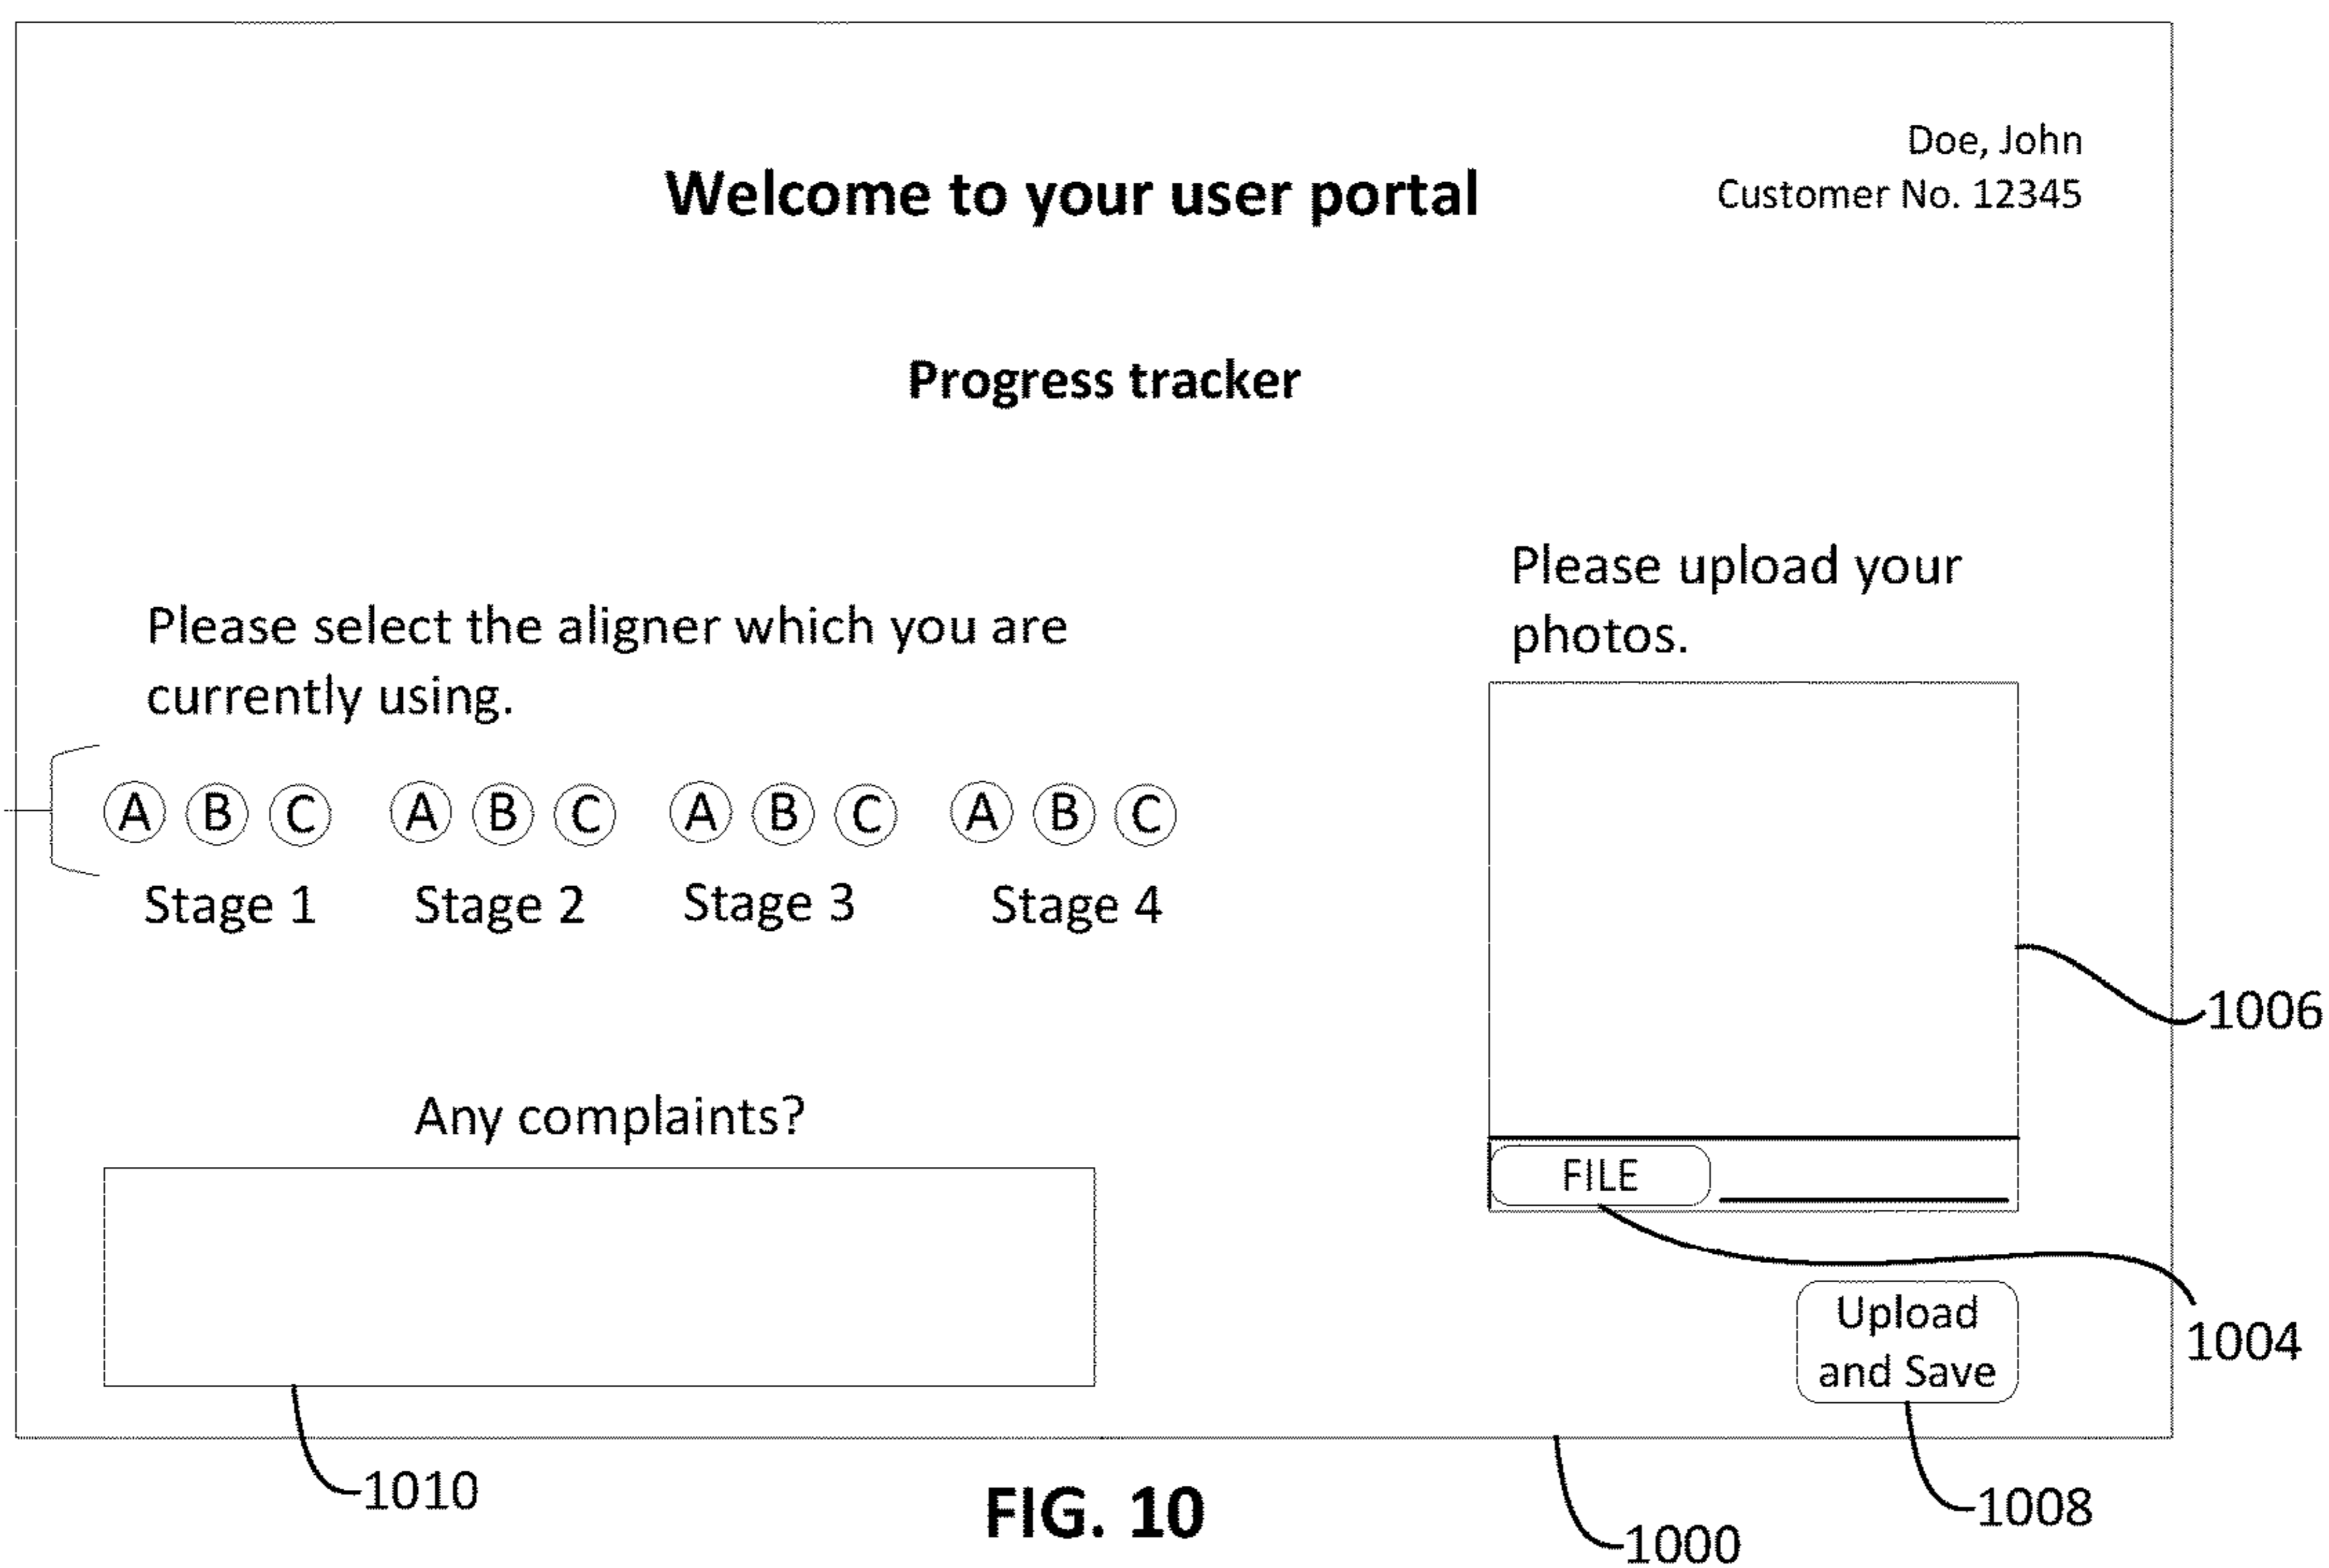 Doe, John
Welcome to your user portal
Customer No. 12345
Progress tracker
Please upload your
photos.
Please select the aligner which you are
currently using.
A B C A B C A B C A B C
Stage 1 Stage 2 Stage 3 Stage 4
1006
Any complaints?
FILE
1004
Upload
and Save
1010
1008
1000
FIG. 10